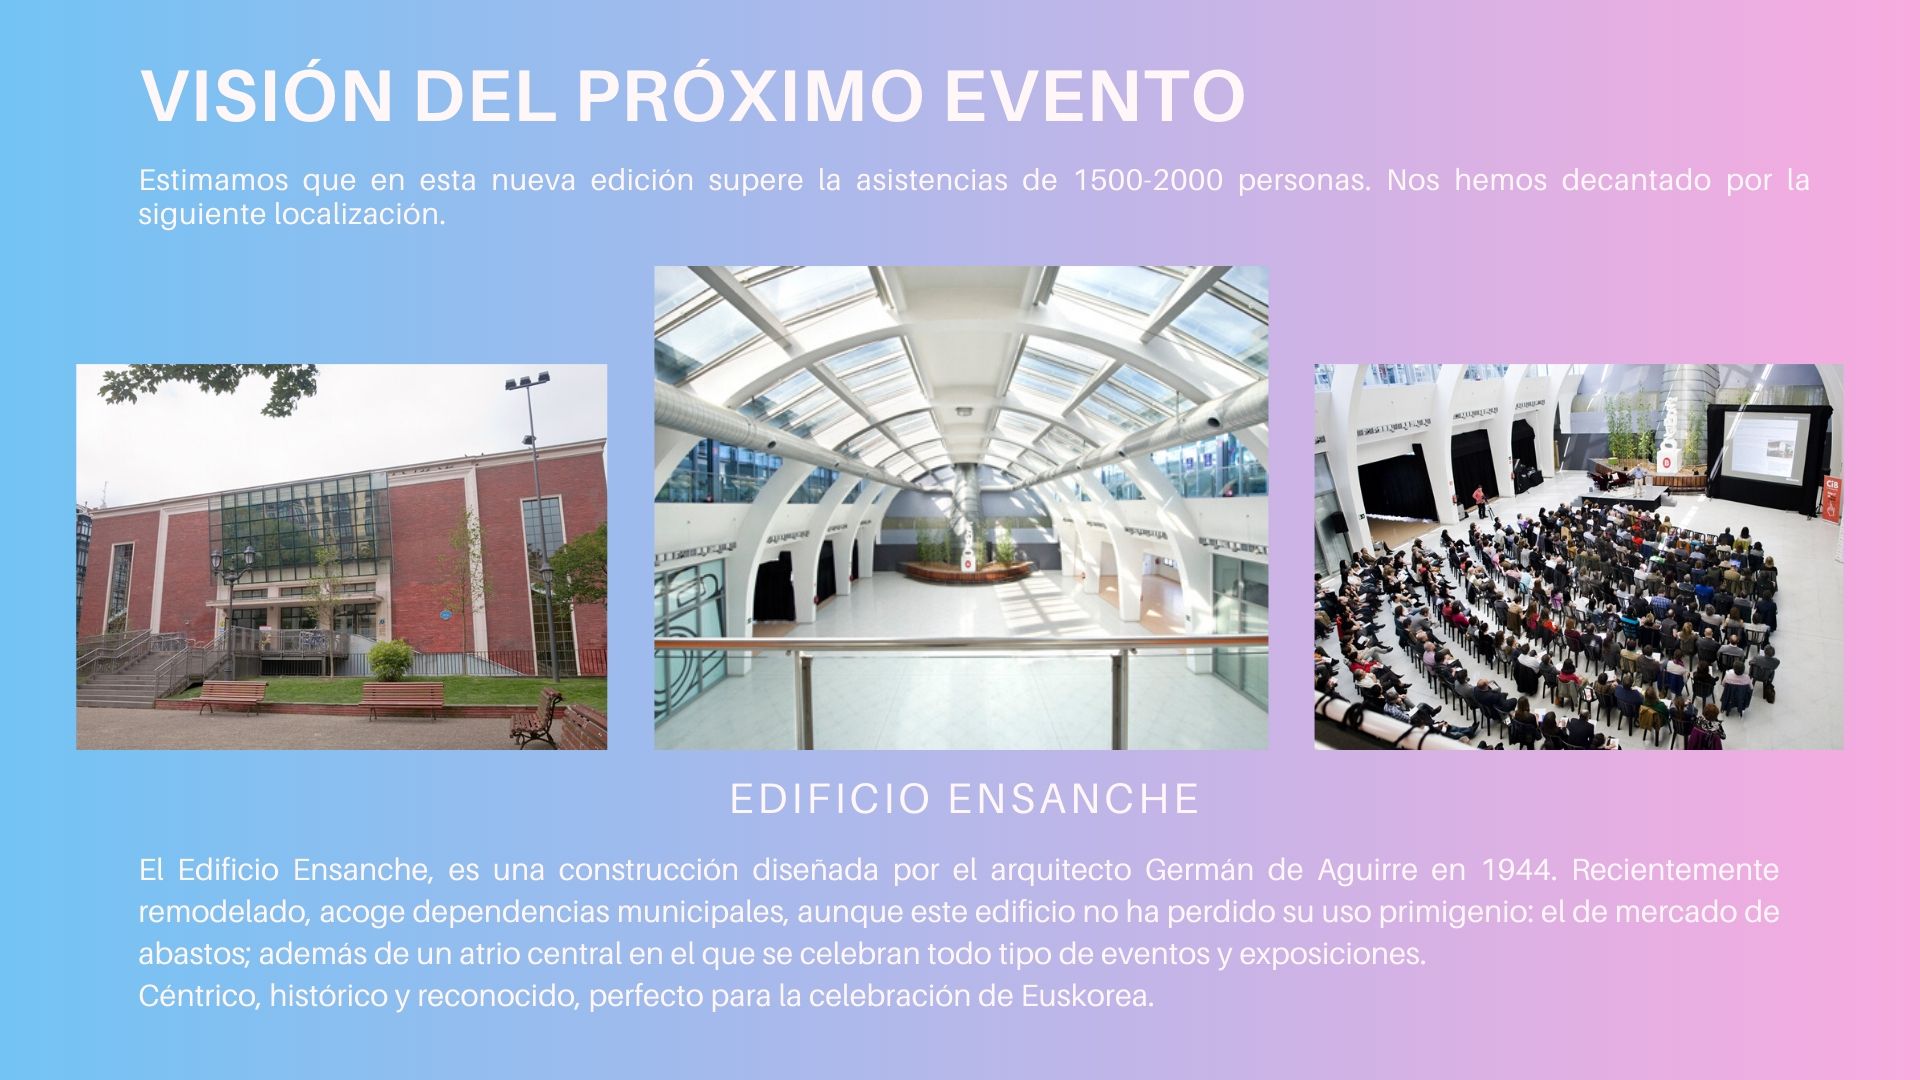 VISIÓN DEL PRÓXIMO EVENTO
Estimamos que en esta nueva edición supere la asistencias de 1500-2000 personas. Nos hemos decantado por la
siguiente localización.
CiB
EDIFICIO ENSANCHE
El Edificio Ensanche, es una construcción diseñada por el arquitecto Germán de Aguirre en 1944. Recientemente
remodelado, acoge dependencias municipales, aunque este edificio no ha perdido su uso primigenio: el de mercado de
abastos; además de un atrio central en el que se celebran todo tipo de eventos y exposiciones.
Céntrico, histórico y reconocido, perfecto para la celebración de Euskorea.